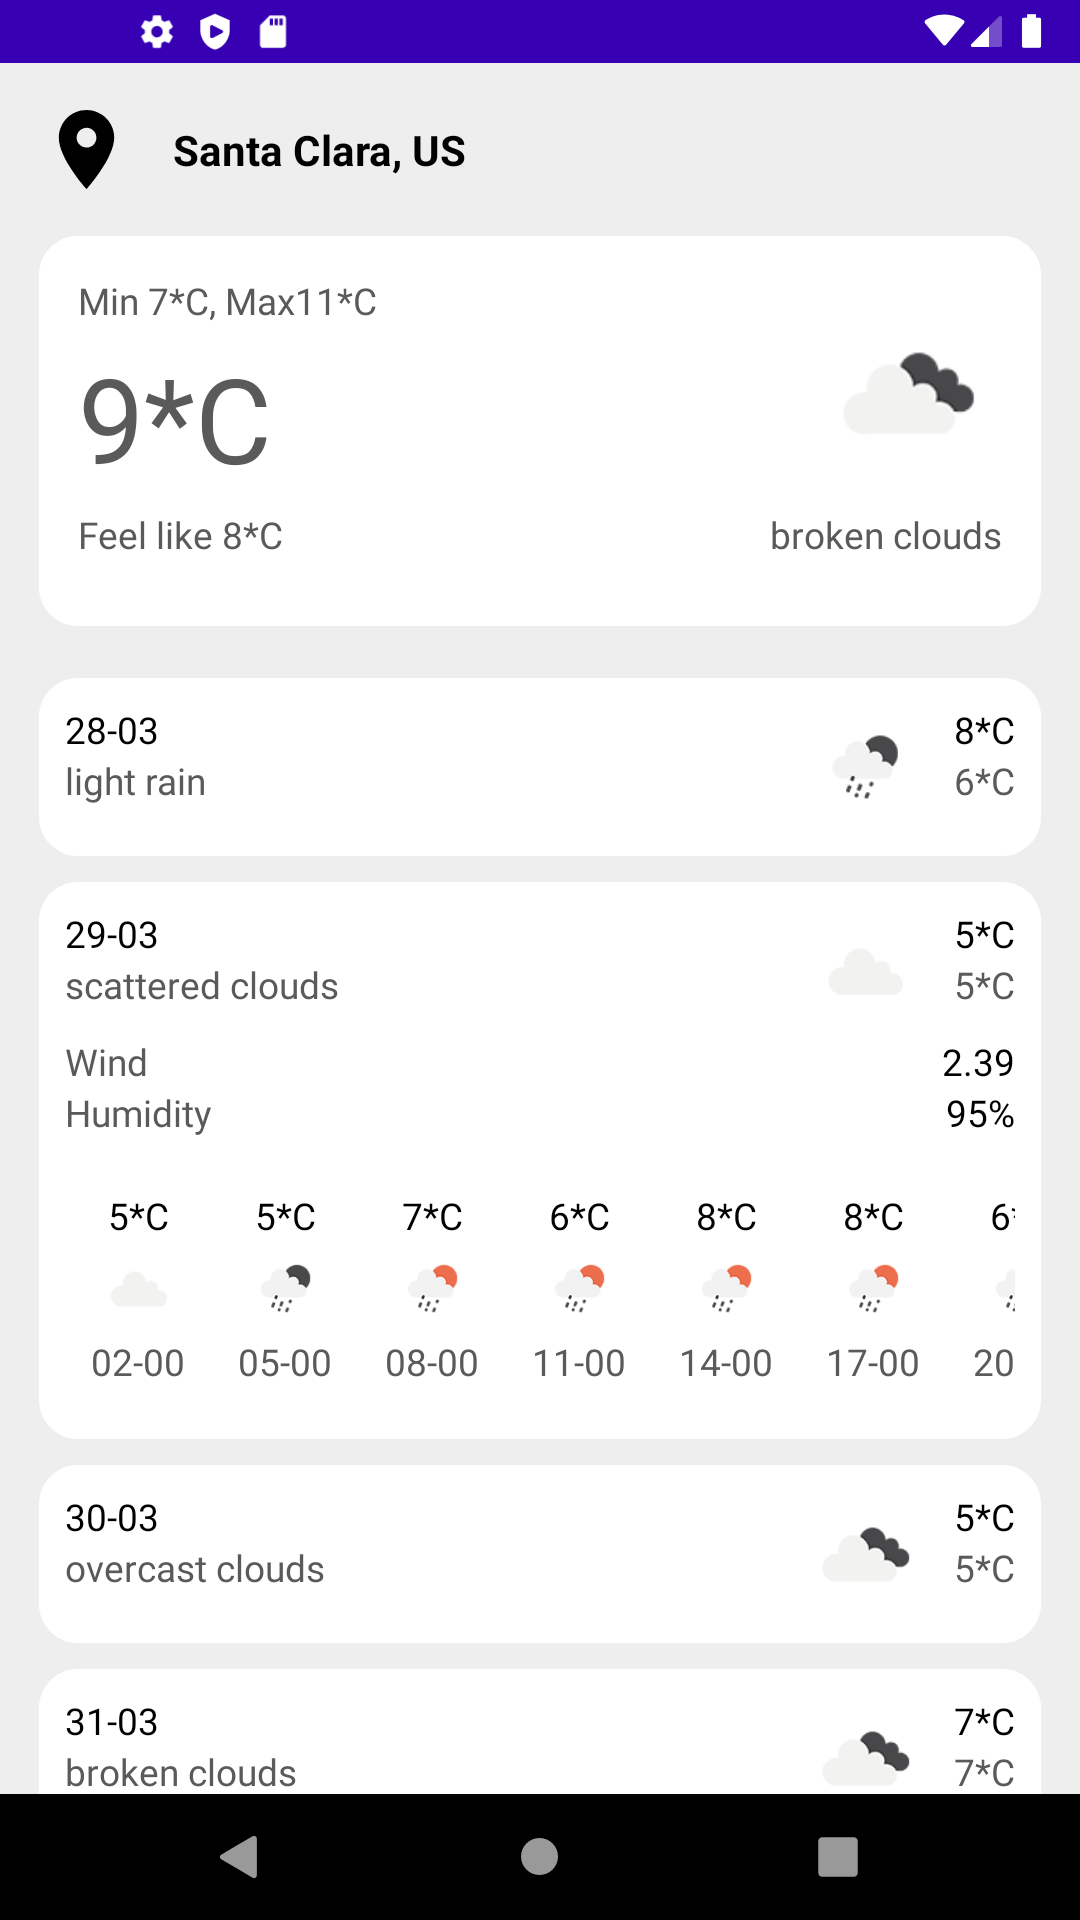 Santa Clara, US
Min 7*C, Max11*C
9*C
Feel like 8*C broken clouds
28-03 8*C
light rain 6*C
29-03 5*C
scattered clouds 5*C
Wind 2.39
Humidity 95%
5*C 5*C 7*C 6*C 8*C 8*C 6*
02-00 05-00 08-00 11-00 14-00 17-00 20
30-03 5*C
overcast clouds 5*C
31-03 7*C
broken clouds 7*C